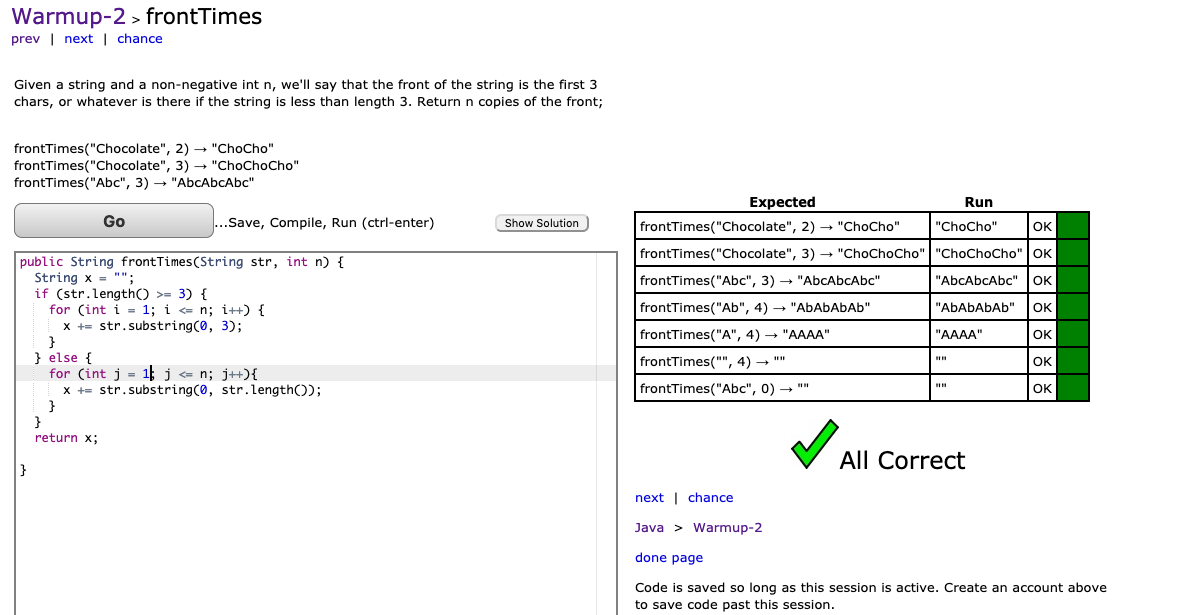 Warmup-2 > frontTimes
prev | next | chance
Given a string and a non-negative int n, we'll say that the front of the string is the first 3
chars, or whatever is there if the string is less than length 3. Return n copies of the front;
frontTimes("Chocolate", 2) → "ChoCho"
frontTimes("Chocolate", 3) → "ChoChoCho"
frontTimes("Abc", 3) → "AbcAbcAbc"
Go ...Save, Compile, Run (ctrl-enter) Show Solution
public String frontTimes(String str, int n) {
  String x = "";
  if (str.length() >= 3) {
    for (int i = 1; i <= n; i++) {
      x += str.substring(0, 3);
    }
  } else {
    for (int j = 1; j <= n; j++){
      x += str.substring(0, str.length());
    }
  }
  return x;
}
Expected Run
frontTimes("Chocolate", 2) → "ChoCho" "ChoCho" OK
frontTimes("Chocolate", 3) → "ChoChoCho" "ChoChoCho" OK
frontTimes("Abc", 3) → "AbcAbcAbc" "AbcAbcAbc" OK
frontTimes("Ab", 4) → "AbAbAbAb" "AbAbAbAb" OK
frontTimes("A", 4) → "AAAA" "AAAA" OK
frontTimes("", 4) → "" "" OK
frontTimes("Abc", 0) → "" "" OK
All Correct
next | chance
Java > Warmup-2
done page
Code is saved so long as this session is active. Create an account above
to save code past this session.